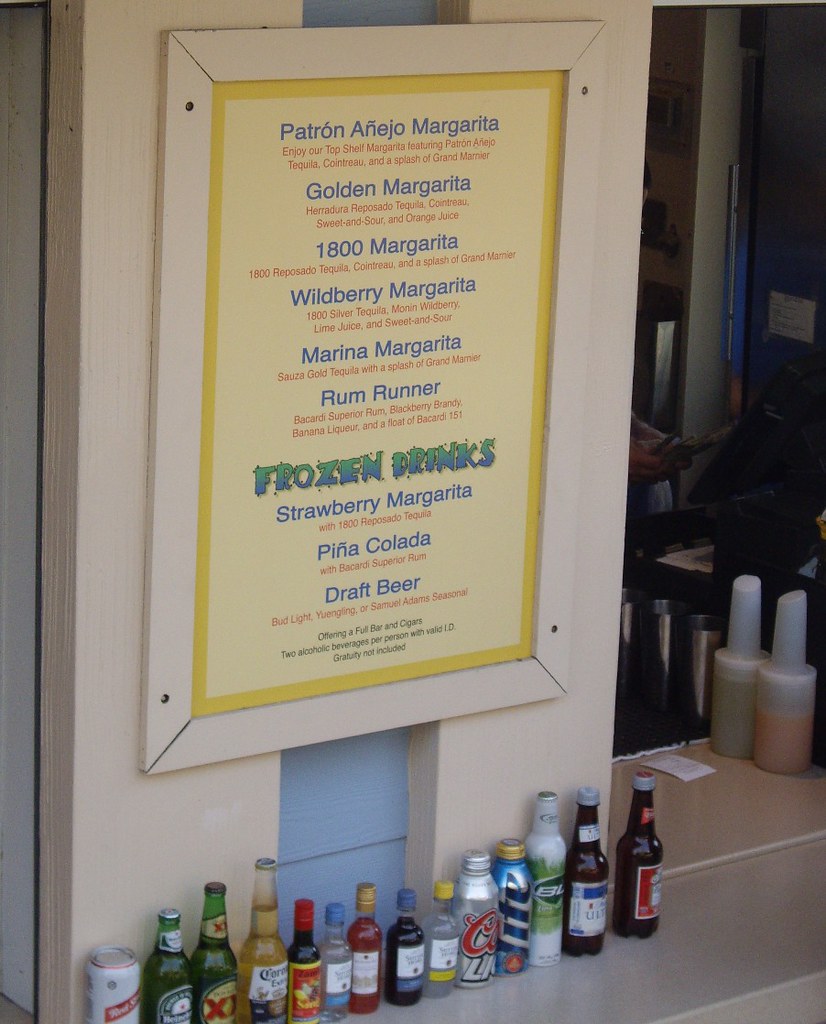 Patrón Añejo Margarita
Enjoy our Top Shelf Margarita featuring Patrón Añejo
Tequila, Cointreau, and a splash of Grand Marnier
Golden Margarita
Herradura Reposado Tequila, Cointreau,
Sweet-and-Sour, and Orange Juice
1800 Margarita
1800 Reposado Tequila, Cointreau, and a splash of Grand Marnier
Wildberry Margarita
1800 Silver Tequila, Monin Wildberry,
Lime Juice, and Sweet-and-Sour
Marina Margarita
Sauza Gold Tequila with a splash of Grand Marnier
Rum Runner
Bacardi Superior Rum, Blackberry Brandy,
Banana Liqueur, and a float of Bacardi 151
FROZEN DRINKS
Strawberry Margarita
with 1800 Reposado Tequila
Piña Colada
with Bacardi Superior Rum
Draft Beer
Bud Light, Yuengling, or Samuel Adams Seasonal
Offering a Full Bar and Cigars
Two alcoholic beverages per person with valid I.D.
Gratuity not included
Red
Heineken
XX
Corona
Extra
BL
ULTRA